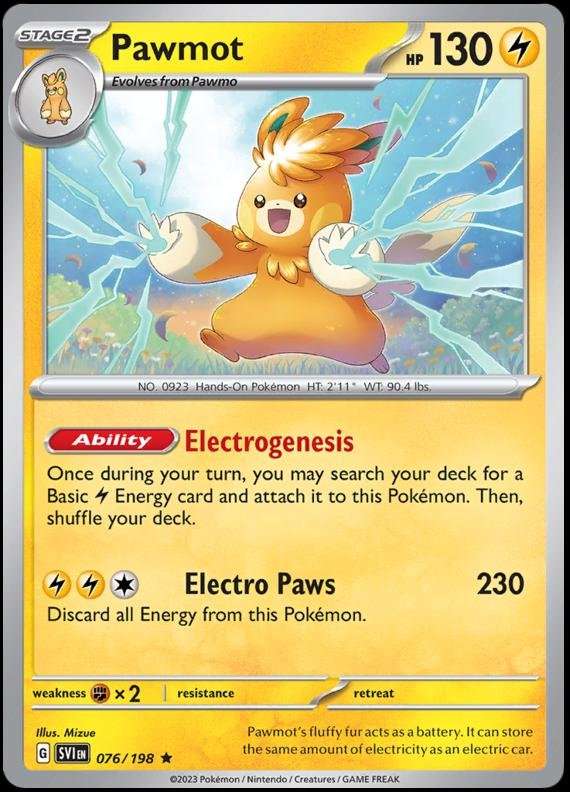 STAGE2
Pawmot
HP 130
Evolves from Pawmo
NO. 0923 Hands-On Pokémon HT: 2'11" WT: 90.4 lbs.
Ability Electrogenesis
Once during your turn, you may search your deck for a
Basic Energy card and attach it to this Pokémon. Then,
shuffle your deck.
Electro Paws 230
Discard all Energy from this Pokémon.
weakness ×2 resistance retreat
Illus. Mizue
Pawmot's fluffy fur acts as a battery. It can store
the same amount of electricity as an electric car.
G SVI EN 076/198 ★
©2023 Pokémon / Nintendo / Creatures / GAME FREAK